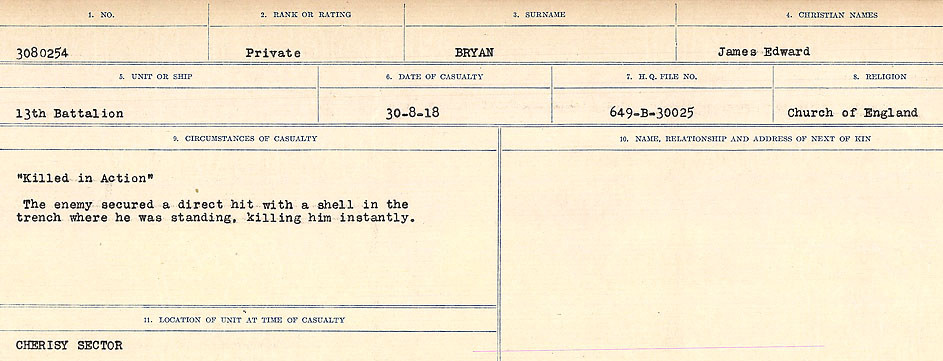 1. NO. 2. RANK OR RATING 3. SURNAME 4. CHRISTIAN NAMES
3080254 Private BRYAN James Edward
5. UNIT OR SHIP 6. DATE OF CASUALTY 7. H.Q. FILE NO. 8. RELIGION
13th Battalion 30-8-18 649-B-30025 Church of England
9. CIRCUMSTANCES OF CASUALTY 10. NAME, RELATIONSHIP AND ADDRESS OF NEXT OF KIN
"Killed in Action"
The enemy secured a direct hit with a shell in the
trench where he was standing, killing him instantly.
11. LOCATION OF UNIT AT TIME OF CASUALTY
CHERISY SECTOR